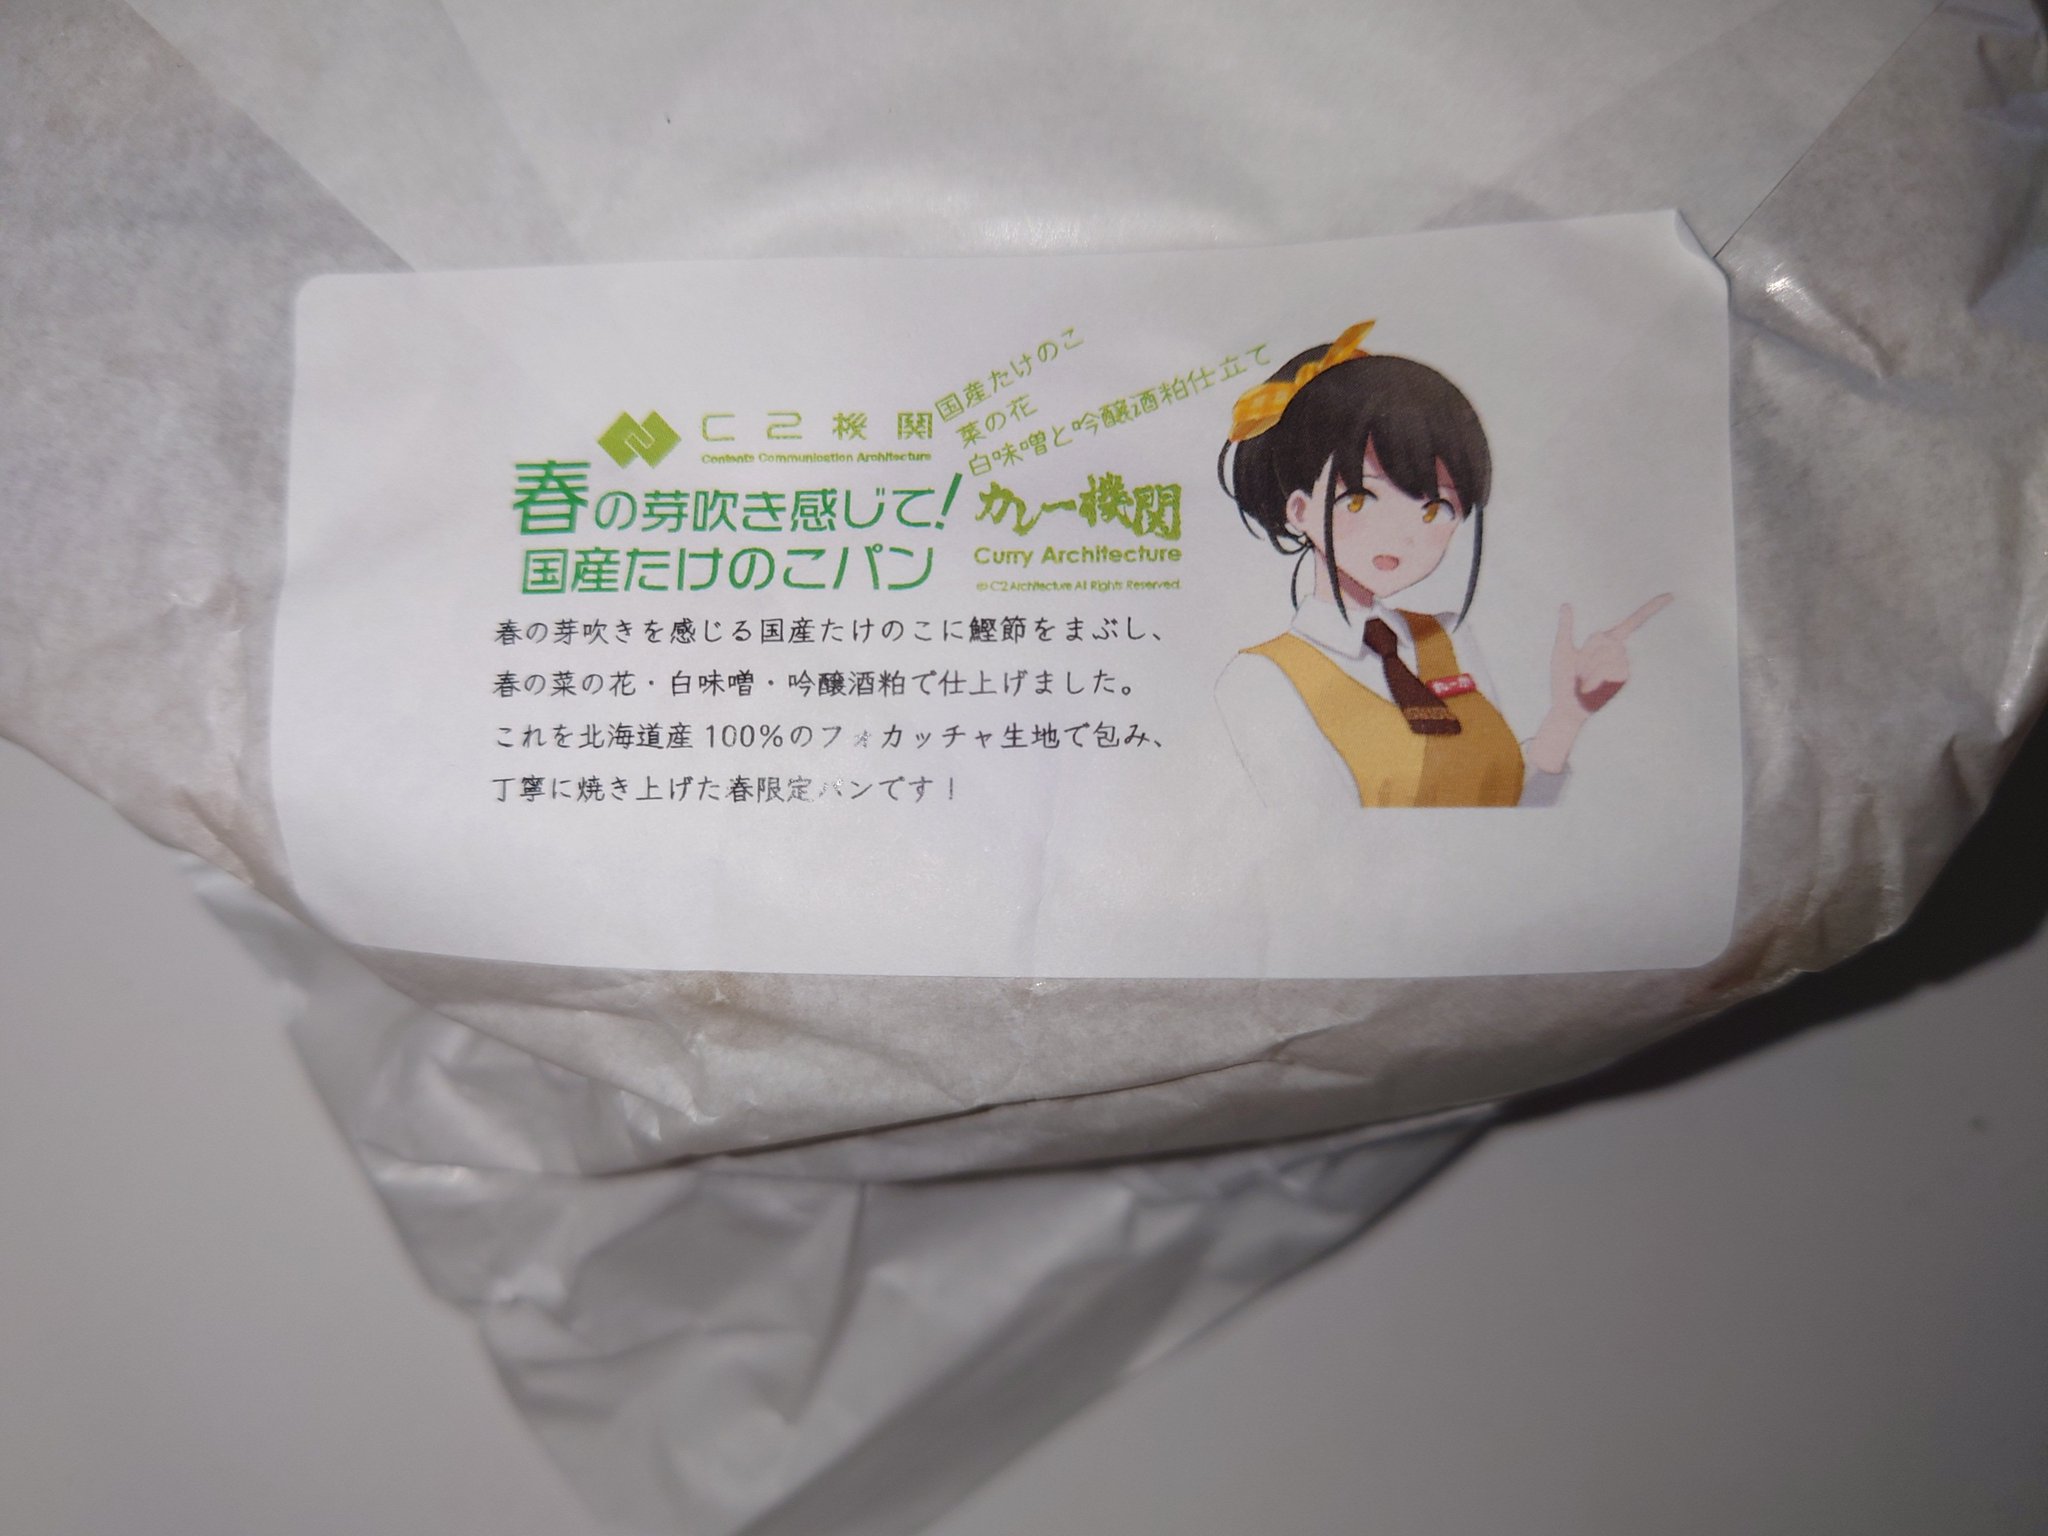 C2機関
Contents Communication Architecture
国産たけのこ
菜の花
白味噌と吟醸酒粕仕立て
春の芽吹き感じて!
国産たけのこパン
カレー機関
Curry Architecture
©C2 Architecture All Rights Reserved.
春の芽吹きを感じる国産たけのこに鰹節をまぶし、
春の菜の花・白味噌・吟醸酒粕で仕上げました。
これを北海道産100%のフォカッチャ生地で包み、
丁寧に焼き上げた春限定パンです!